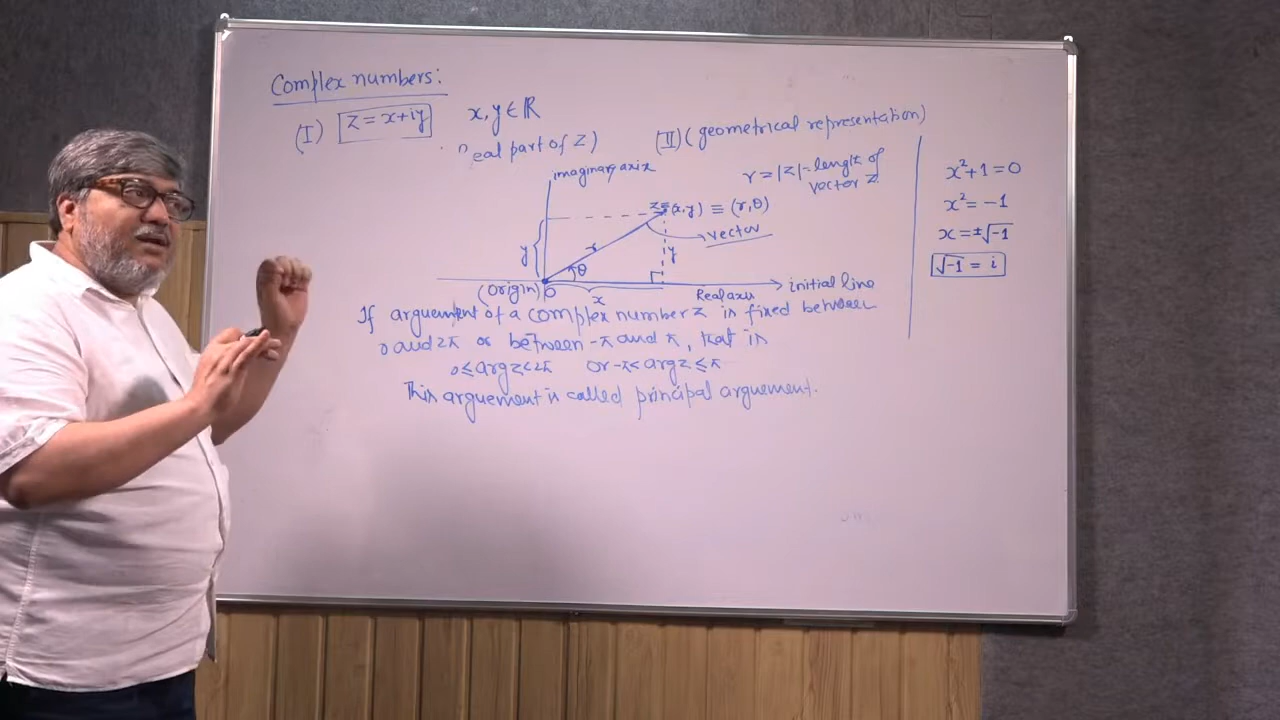 Complex numbers:
(I) z = x+iy x, y ∈ ℝ
eal part of z)
(II) (geometrical representation)
imaginary axis
r = |z| = length of
vector z.
z ≡ (x,y) ≡ (r,θ)
vector
y
r
y
θ
(origin) O
x
Real axis
initial line
If arguement of a complex number z is fixed between
0 and 2π or between -π and π, that is
0 ≤ arg z < 2π or -π < arg z ≤ π
This arguement is called principal arguement.
x² + 1 = 0
x² = -1
x = ±√-1
√-1 = i